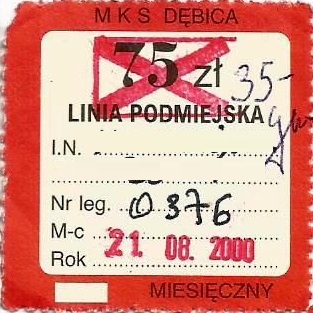 MKS DĘBICA
75 zł 35-
LINIA PODMIEJSKA
I.N.
Nr leg. 0376
M-c
Rok 21 08. 2000
MIESIĘCZNY